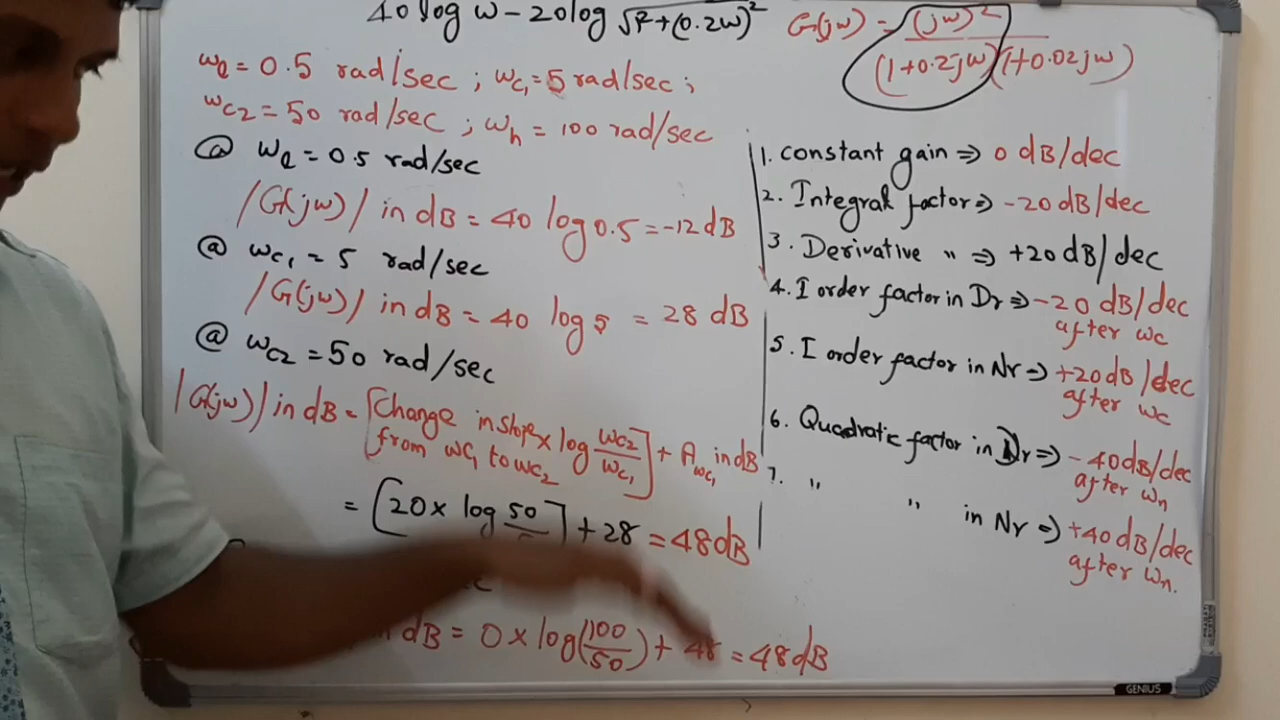 40 log ω − 20 log √1²+(0.2ω)²
G(jω) = (jω)² / (1+0.2jω)(1+0.02jω)
ωl = 0.5 rad/sec ; ωc1 = 5 rad/sec ;
ωc2 = 50 rad/sec ; ωh = 100 rad/sec
@ ωl = 0.5 rad/sec
|G(jω)| in dB = 40 log 0.5 = -12 dB
@ ωc1 = 5 rad/sec
|G(jω)| in dB = 40 log 5 = 28 dB
@ ωc2 = 50 rad/sec
|G(jω)| in dB = [Change in slope from ωc1 to ωc2 × log ωc2/ωc1] + Aωc1 in dB
= [20 × log 50/ ] + 28 = 48 dB
in dB = 0 × log(100/50) + 48 = 48 dB
1. constant gain ⇒ 0 dB/dec
2. Integral factor ⇒ -20 dB/dec
3. Derivative " ⇒ +20 dB/dec
4. I order factor in Dr ⇒ -20 dB/dec
after ωc
5. I order factor in Nr ⇒ +20 dB/dec
after ωc
6. Quadratic factor in Dr ⇒ -40 dB/dec
after ωn
7. " " in Nr ⇒ +40 dB/dec
after ωn.
GENIUS